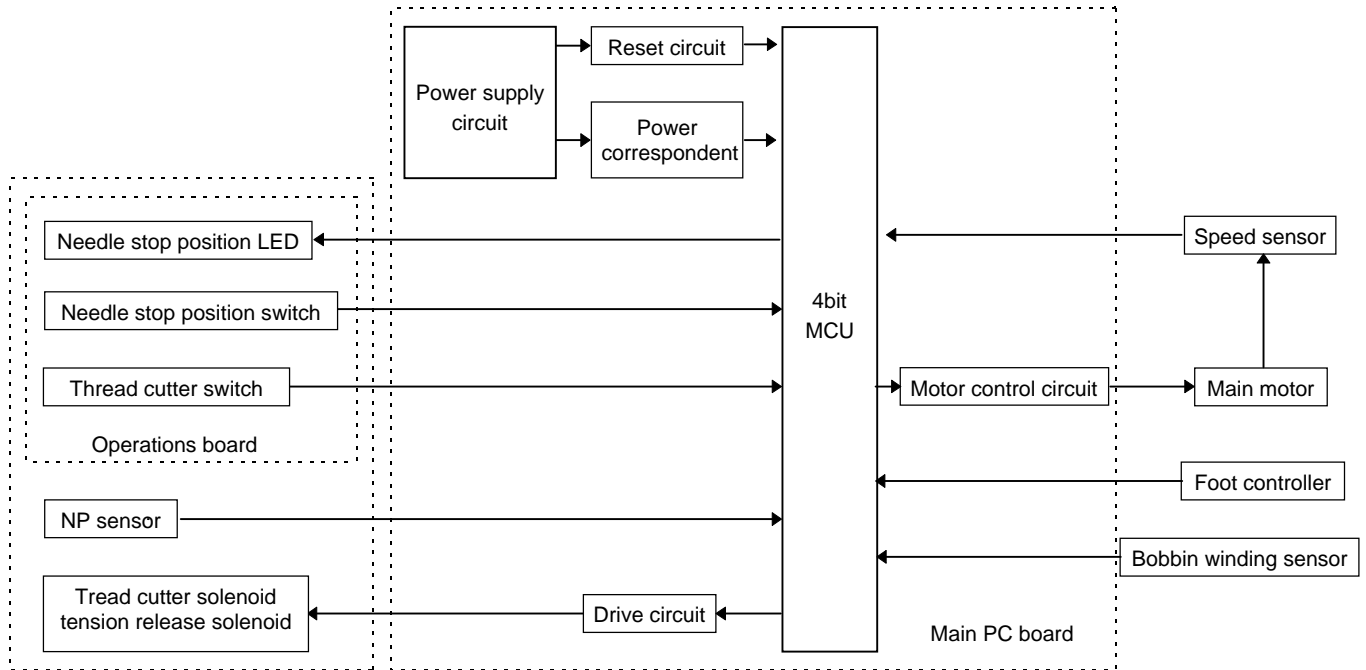 Reset circuit
Power supply
circuit
Power
correspondent
Needle stop position LED
Speed sensor
Needle stop position switch
4bit
MCU
Thread cutter switch
Motor control circuit
Main motor
Operations board
Foot controller
NP sensor
Bobbin winding sensor
Tread cutter solenoid
tension release solenoid
Drive circuit
Main PC board